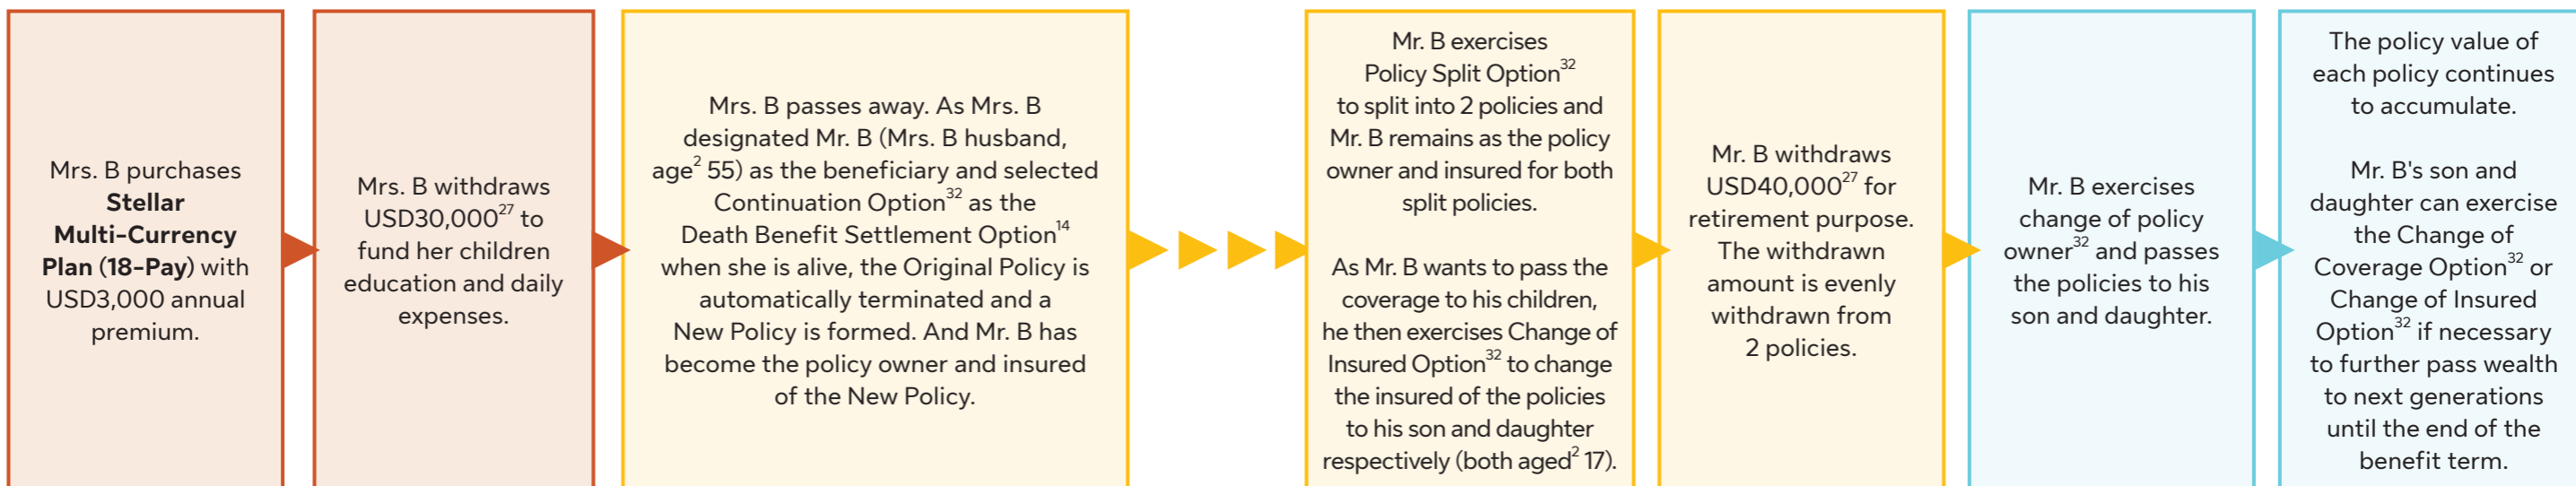 Mrs. B purchases
Stellar
Multi-Currency
Plan (18-Pay) with
USD3,000 annual
premium.
Mrs. B withdraws
USD30,000²⁷ to
fund her children
education and daily
expenses.
Mrs. B passes away. As Mrs. B
designated Mr. B (Mrs. B husband,
age² 55) as the beneficiary and selected
Continuation Option³² as the
Death Benefit Settlement Option¹⁴
when she is alive, the Original Policy is
automatically terminated and a
New Policy is formed. And Mr. B has
become the policy owner and insured
of the New Policy.
Mr. B exercises
Policy Split Option³²
to split into 2 policies and
Mr. B remains as the policy
owner and insured for both
split policies.
As Mr. B wants to pass the
coverage to his children,
he then exercises Change of
Insured Option³² to change
the insured of the policies
to his son and daughter
respectively (both aged² 17).
Mr. B withdraws
USD40,000²⁷ for
retirement purpose.
The withdrawn
amount is evenly
withdrawn from
2 policies.
Mr. B exercises
change of policy
owner³² and passes
the policies to his
son and daughter.
The policy value of
each policy continues
to accumulate.
Mr. B's son and
daughter can exercise
the Change of
Coverage Option³² or
Change of Insured
Option³² if necessary
to further pass wealth
to next generations
until the end of the
benefit term.